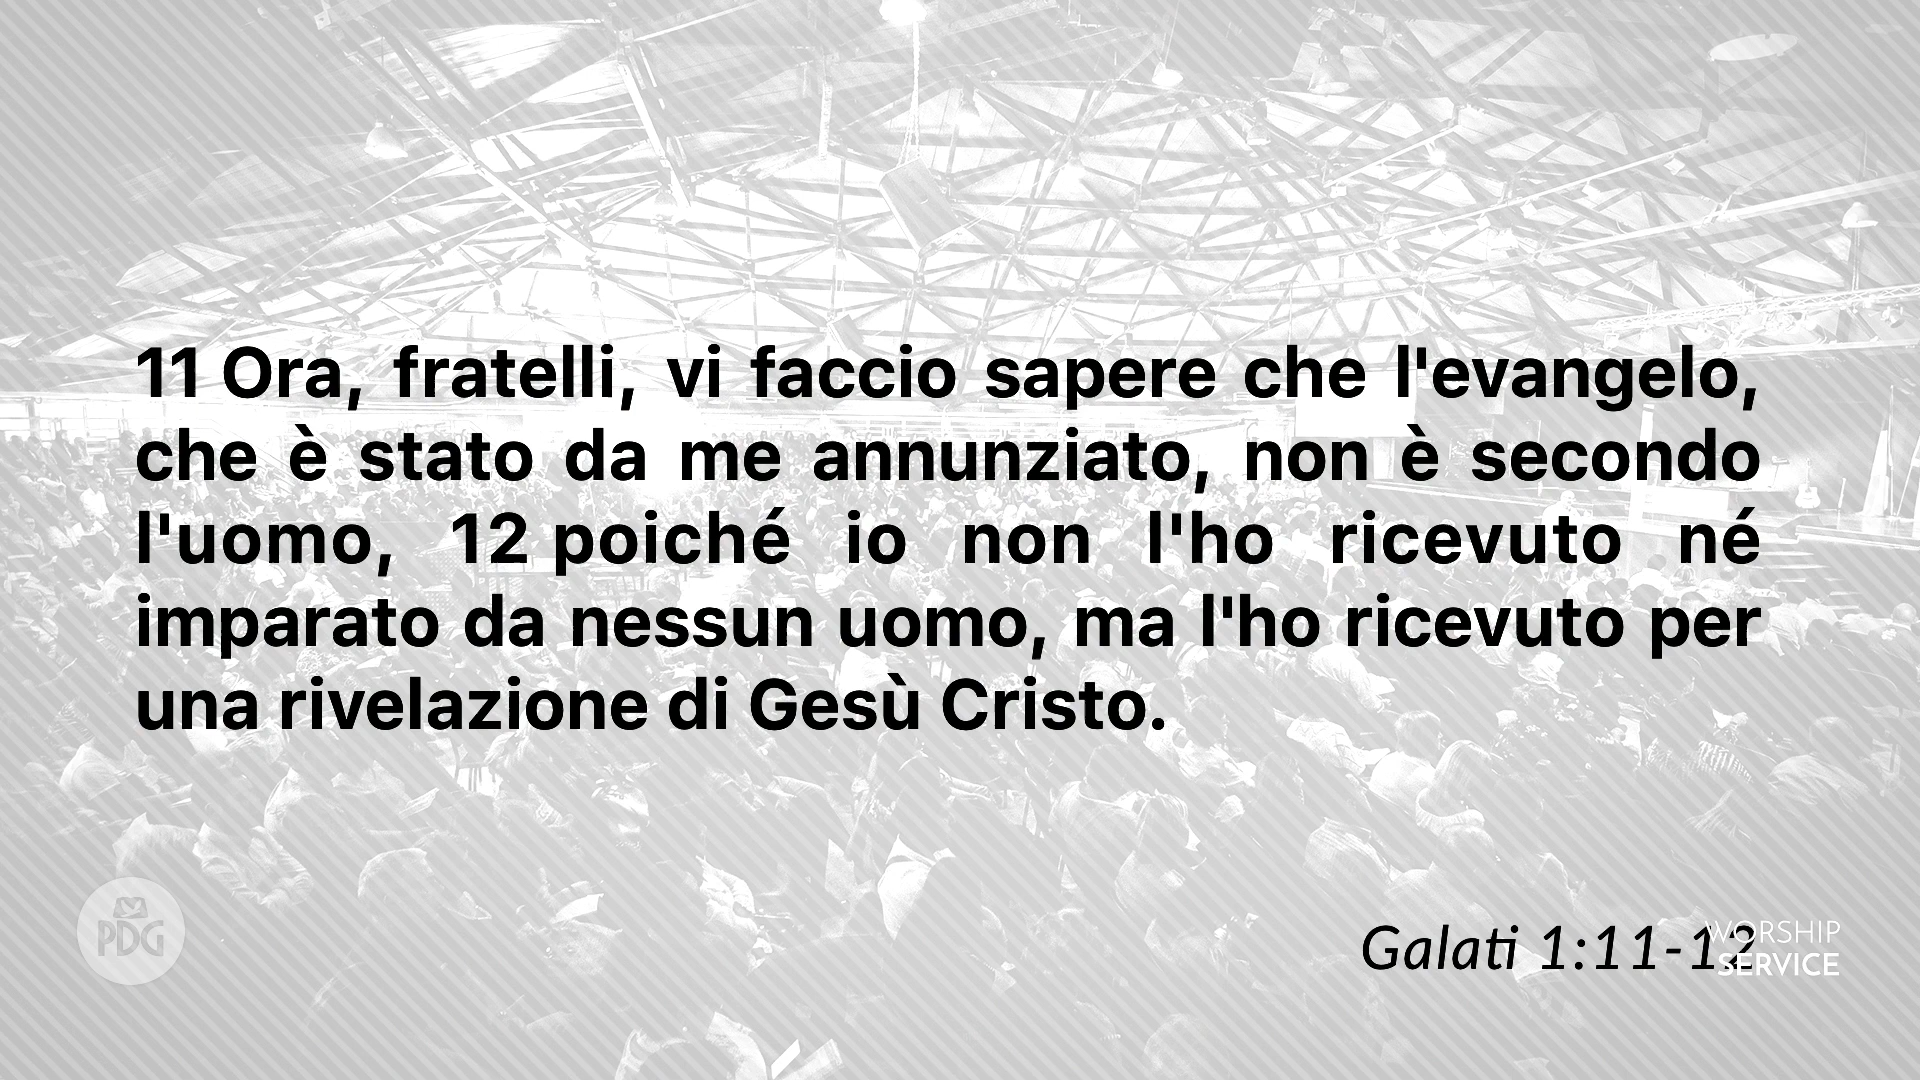 11 Ora, fratelli, vi faccio sapere che l'evangelo,
che è stato da me annunziato, non è secondo
l'uomo, 12 poiché io non l'ho ricevuto né
imparato da nessun uomo, ma l'ho ricevuto per
una rivelazione di Gesù Cristo.
PDG
Galati 1:11-12
WORSHIP
SERVICE